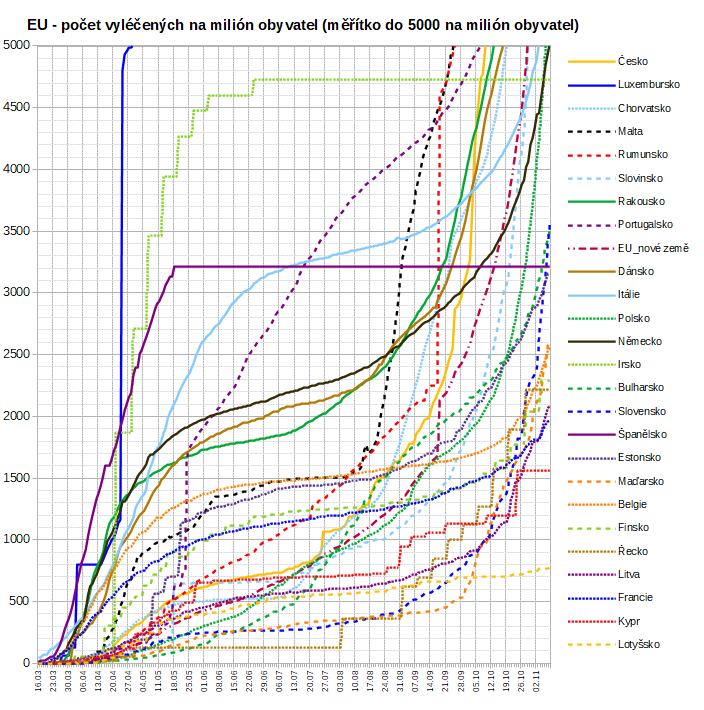 EU - počet vyléčených na milión obyvatel (měřítko do 5000 na milión obyvatel)
5000
4500
4000
3500
3000
2500
2000
1500
1000
500
0
16.03
23.03
30.03
06.04
13.04
20.04
27.04
04.05
11.05
18.05
25.05
01.06
08.06
15.06
22.06
29.06
06.07
13.07
20.07
27.07
03.08
10.08
17.08
24.08
31.08
07.09
14.09
21.09
28.09
05.10
12.10
19.10
26.10
02.11
Česko
Luxembursko
Chorvatsko
Malta
Rumunsko
Slovinsko
Rakousko
Portugalsko
EU_nové země
Dánsko
Itálie
Polsko
Německo
Irsko
Bulharsko
Slovensko
Španělsko
Estonsko
Maďarsko
Belgie
Finsko
Řecko
Litva
Francie
Kypr
Lotyšsko